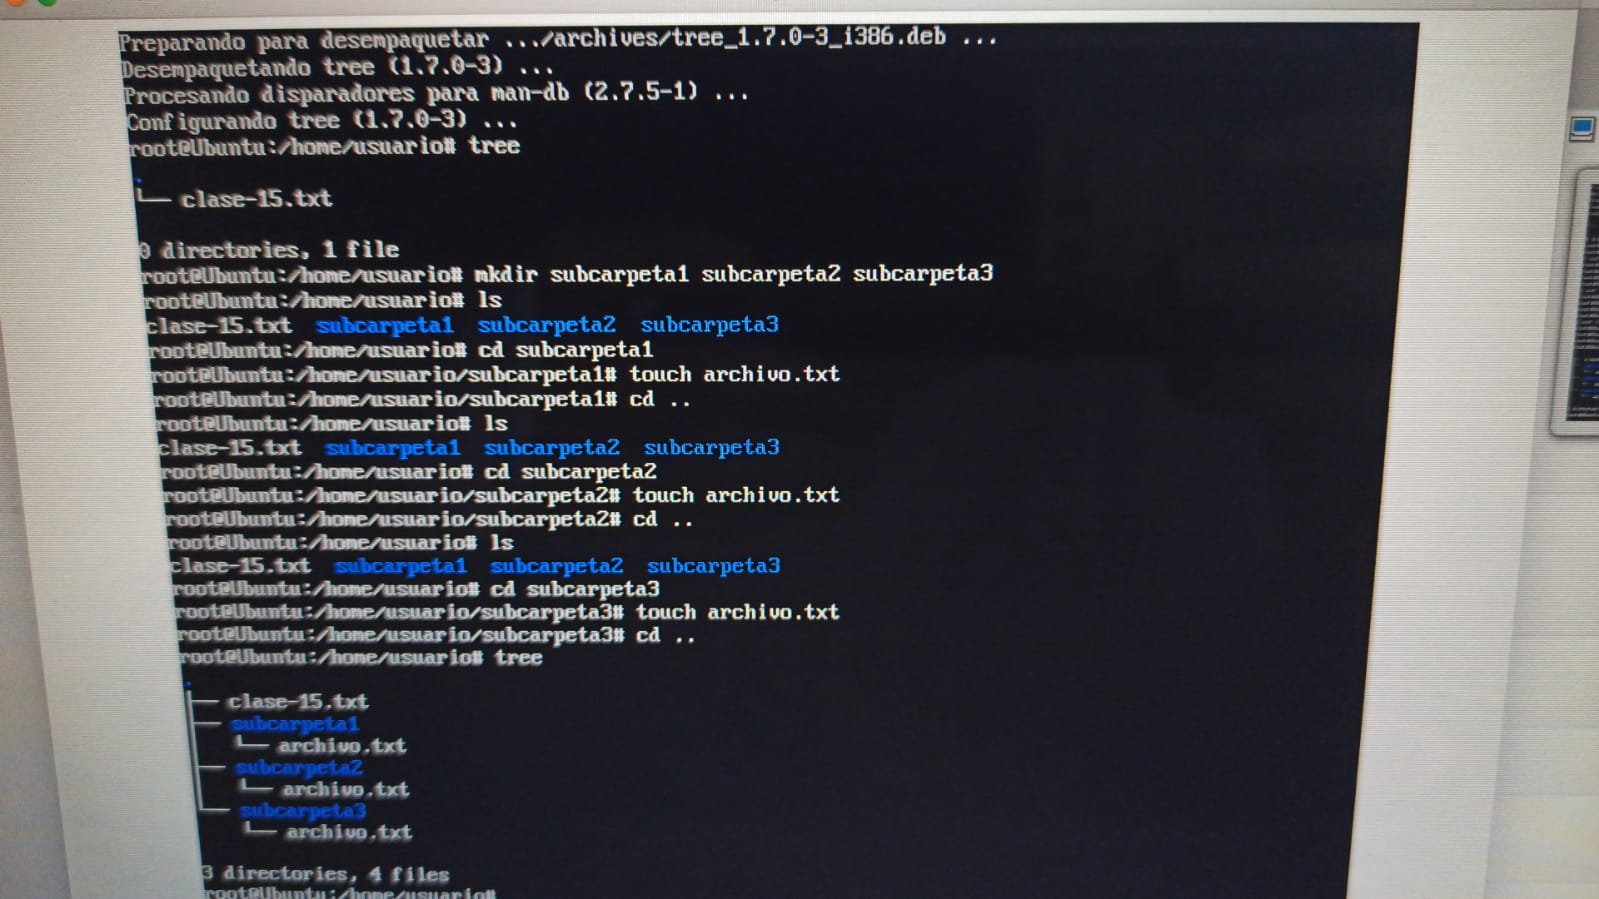 Preparando para desempaquetar .../archives/tree_1.7.0-3_i386.deb ...
Desempaquetando tree (1.7.0-3) ...
Procesando disparadores para man-db (2.7.5-1) ...
Configurando tree (1.7.0-3) ...
root@Ubuntu:/home/usuario# tree
.
└── clase-15.txt
0 directories, 1 file
root@Ubuntu:/home/usuario# mkdir subcarpeta1 subcarpeta2 subcarpeta3
root@Ubuntu:/home/usuario# ls
clase-15.txt  subcarpeta1  subcarpeta2  subcarpeta3
root@Ubuntu:/home/usuario# cd subcarpeta1
root@Ubuntu:/home/usuario/subcarpeta1# touch archivo.txt
root@Ubuntu:/home/usuario/subcarpeta1# cd ..
root@Ubuntu:/home/usuario# ls
clase-15.txt  subcarpeta1  subcarpeta2  subcarpeta3
root@Ubuntu:/home/usuario# cd subcarpeta2
root@Ubuntu:/home/usuario/subcarpeta2# touch archivo.txt
root@Ubuntu:/home/usuario/subcarpeta2# cd ..
root@Ubuntu:/home/usuario# ls
clase-15.txt  subcarpeta1  subcarpeta2  subcarpeta3
root@Ubuntu:/home/usuario# cd subcarpeta3
root@Ubuntu:/home/usuario/subcarpeta3# touch archivo.txt
root@Ubuntu:/home/usuario/subcarpeta3# cd ..
root@Ubuntu:/home/usuario# tree
.
├── clase-15.txt
├── subcarpeta1
│   └── archivo.txt
├── subcarpeta2
│   └── archivo.txt
└── subcarpeta3
    └── archivo.txt
3 directories, 4 files
root@Ubuntu:/home/usuario#